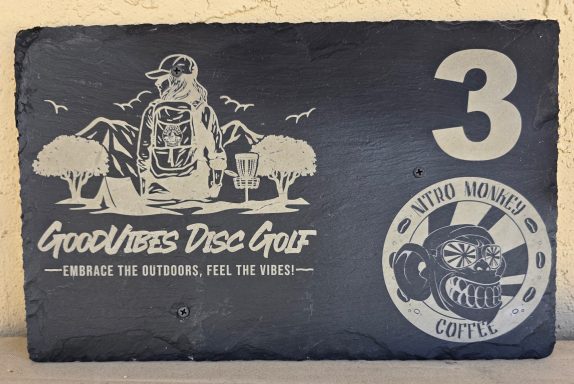 3
GOODVIBES DISC GOLF
EMBRACE THE OUTDOORS, FEEL THE VIBES!
NITRO MONKEY
COFFEE